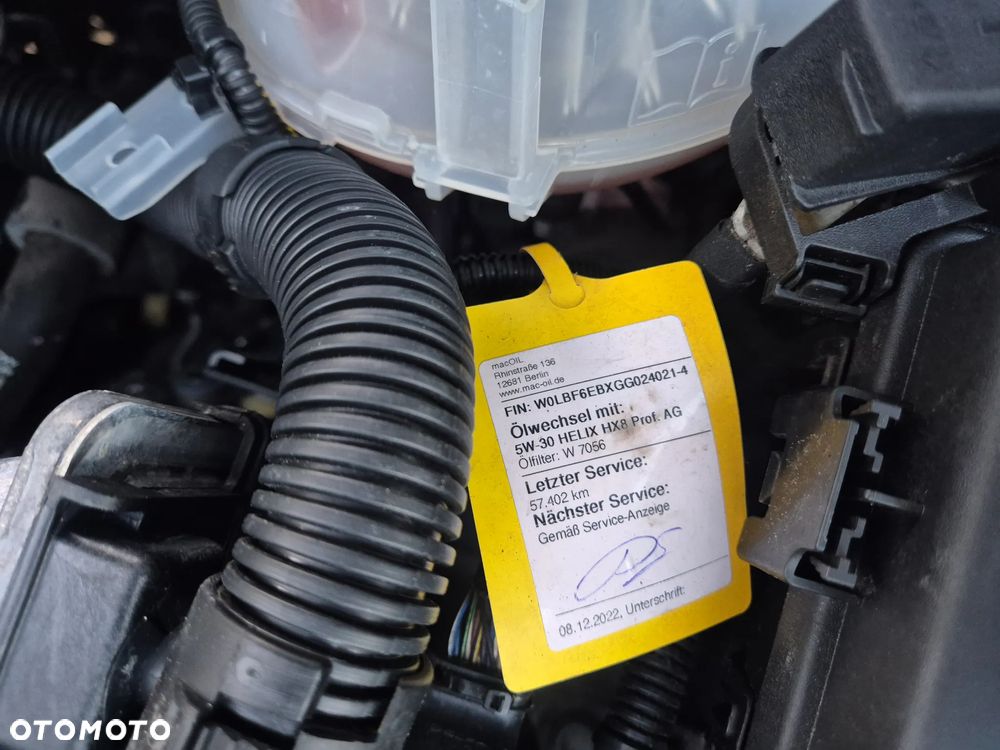 macOIL
Rhinstraße 136
12681 Berlin
www.mac-oil.de
FIN: W0LBF6EBXGG024021-4
Ölwechsel mit:
5W-30 HELIX HX8 Prof. AG
Ölfilter: W 7056
Letzter Service:
57.402 km
Nächster Service:
Gemäß Service-Anzeige
08.12.2022, Unterschrift:
OTOMOTO